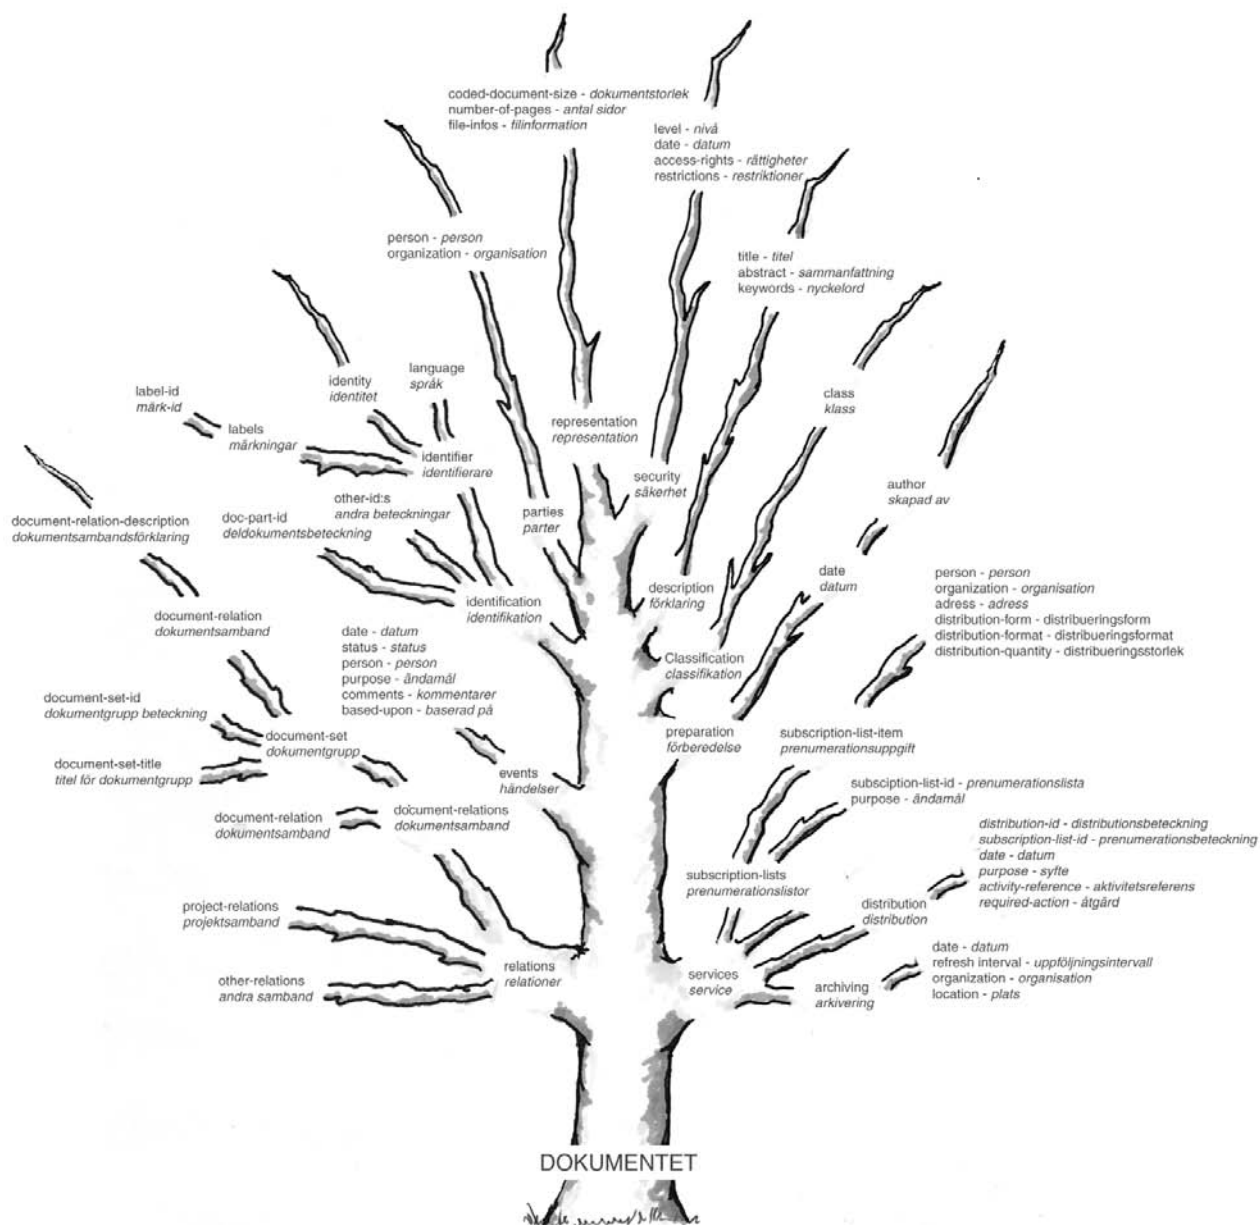 coded-document-size - dokumentstorlek
number-of-pages - antal sidor
file-infos - filinformation
level - nivå
date - datum
access-rights - rättigheter
restrictions - restriktioner
person - person
organization - organisation
title - titel
abstract - sammanfattning
keywords - nyckelord
language
språk
identity
identitet
label-id
märk-id
class
klass
representation
representation
labels
märkningar
identifier
identifierare
security
säkerhet
author
skapad av
other-id:s
andra beteckningar
parties
parter
doc-part-id
deldokumentsbeteckning
document-relation-description
dokumentsambandsförklaring
date
datum
description
förklaring
identification
identifikation
person - person
organization - organisation
adress - adress
distribution-form - distribueringsform
distribution-format - distribueringsformat
distribution-quantity - distribueringsstorlek
document-relation
dokumentsamband
date - datum
status - status
person - person
purpose - ändamål
comments - kommentarer
based-upon - baserad på
Classification
classifikation
document-set-id
dokumentgrupp beteckning
document-set
dokumentgrupp
preparation
förberedelse
subscription-list-item
prenumerationsuppgift
document-set-title
titel för dokumentgrupp
events
händelser
subsciption-list-id - prenumerationslista
purpose - ändamål
document-relation
dokumentsamband
document-relations
dokumentsamband
distribution-id - distributionsbeteckning
subscription-list-id - prenumerationsbeteckning
date - datum
purpose - syfte
activity-reference - aktivitetsreferens
required-action - åtgärd
subscription-lists
prenumerationslistor
distribution
distribution
project-relations
projektsamband
date - datum
refresh interval - uppföljningsintervall
organization - organisation
location - plats
relations
relationer
services
service
other-relations
andra samband
archiving
arkivering
DOKUMENTET